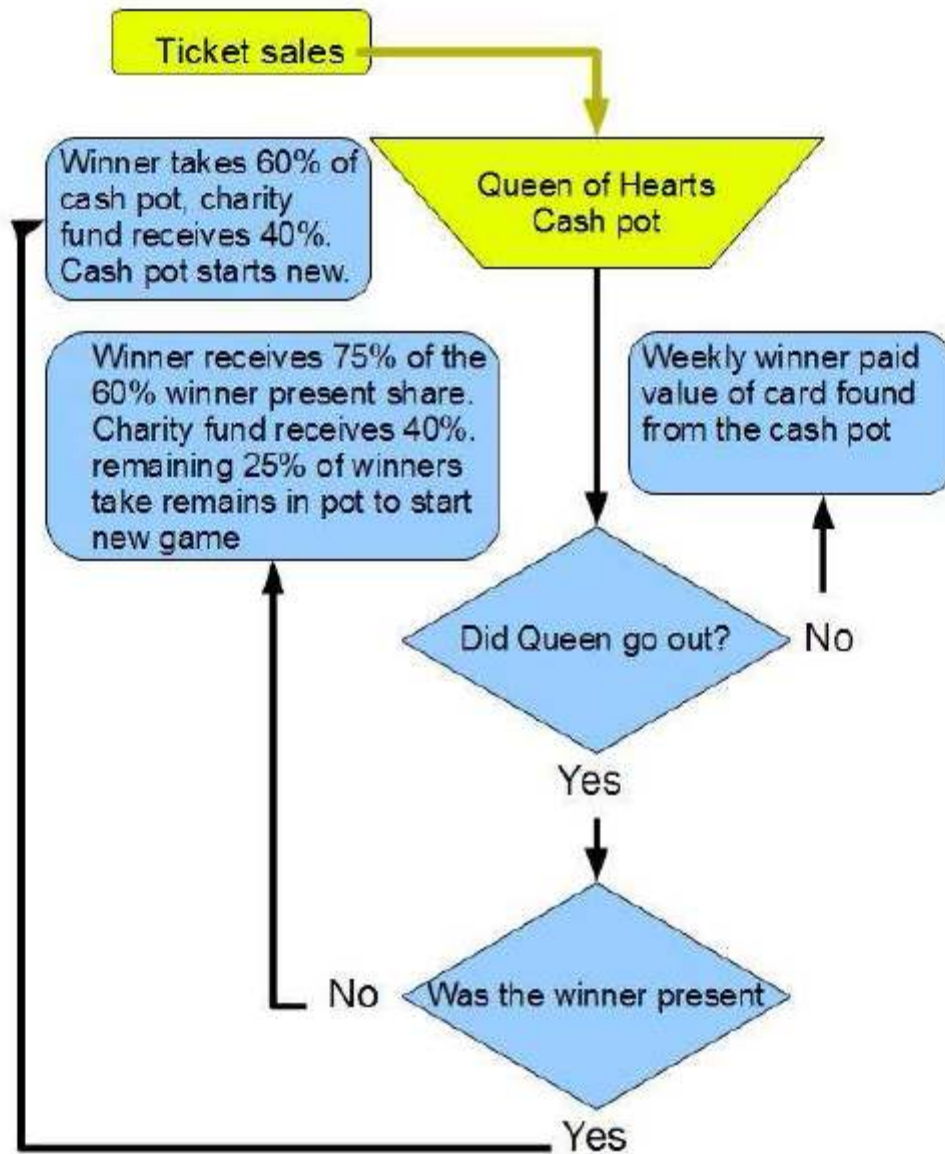 Ticket sales
Queen of Hearts
Cash pot
Winner takes 60% of
cash pot, charity
fund receives 40%.
Cash pot starts new.
Winner receives 75% of the
60% winner present share.
Charity fund receives 40%.
remaining 25% of winners
take remains in pot to start
new game
Weekly winner paid
value of card found
from the cash pot
Did Queen go out?
No
Yes
No
Was the winner present
Yes